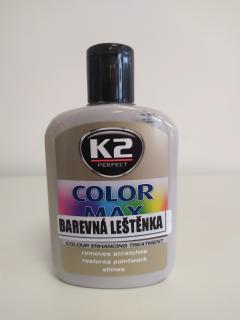 K2
PERFECT
COLOR
MAX
BAREVNÁ LEŠTĚNKA
COLOUR ENHANCING TREATMENT
removes scratches
restores paintwork
shines